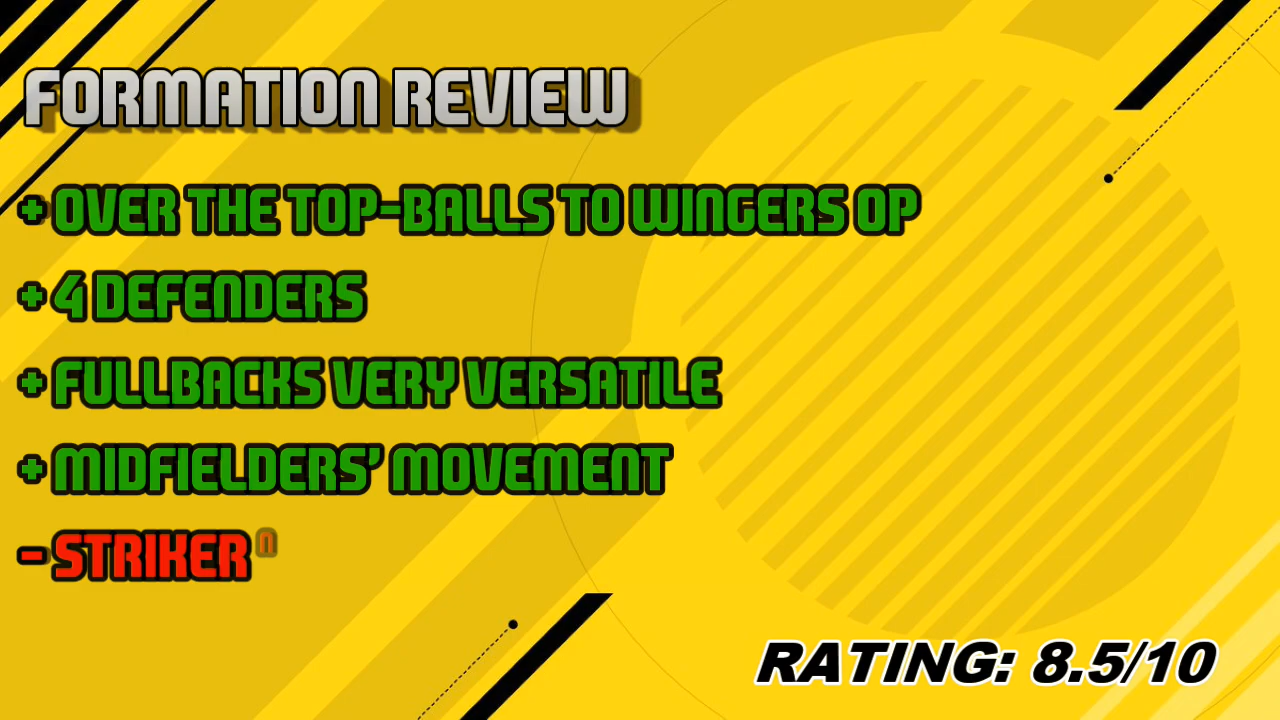 FORMATION REVIEW
+ OVER THE TOP-BALLS TO WINGERS OP
+ 4 DEFENDERS
+ FULLBACKS VERY VERSATILE
+ MIDFIELDERS' MOVEMENT
- STRIKER N
RATING: 8.5/10